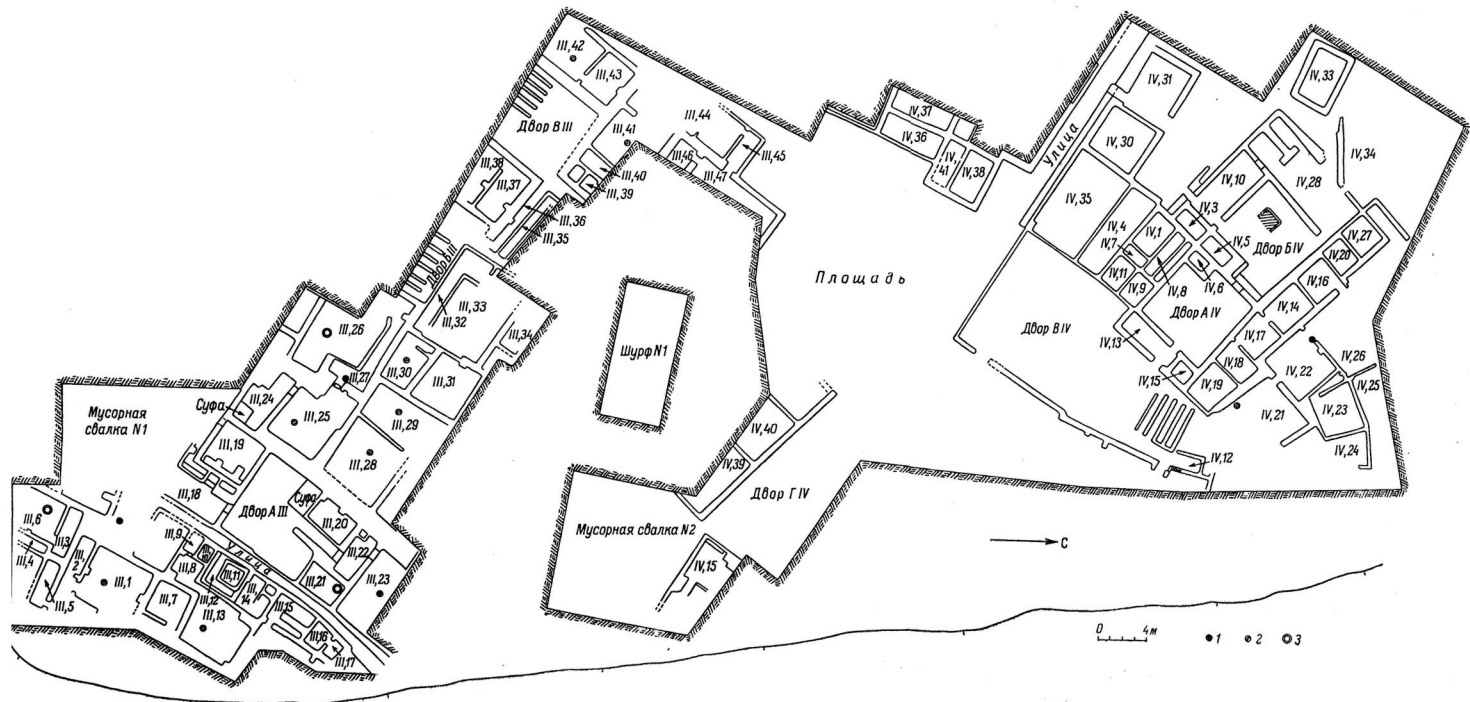 III,42
III,43
Двор В III
III,41
III,44
III,45
III,46
III,47
III,40
III,39
III,38
III,37
III,36
III,35
Двор Б III
III,33
III,32
III,34
III,26
III,27
III,30
III,31
III,24
Суфа
III,25
III,29
III,28
III,19
Мусорная
свалка N1
III,18
Двор А III
Суфа
III,20
III,22
III,21
III,23
Улица
III,6
III,3
III,4
III,2
III,5
III,1
III,9
III,8
III,7
III,12
III,11
III,13
III,14
III,15
III,16
III,17
Шурф N1
Площадь
IV,37
IV,36
IV,41
IV,38
Улица
IV,31
IV,33
IV,30
IV,34
IV,28
IV,10
IV,35
IV,4
IV,3
IV,1
IV,7
IV,5
IV,11
IV,9
IV,8
IV,6
Двор Б IV
IV,27
IV,20
IV,16
IV,14
Двор А IV
IV,13
Двор В IV
IV,17
IV,18
IV,15
IV,19
IV,22
IV,26
IV,25
IV,23
IV,21
IV,24
IV,12
IV,40
IV,39
Двор Г IV
Мусорная свалка N2
IV,15
С
0 4м
1 2 3